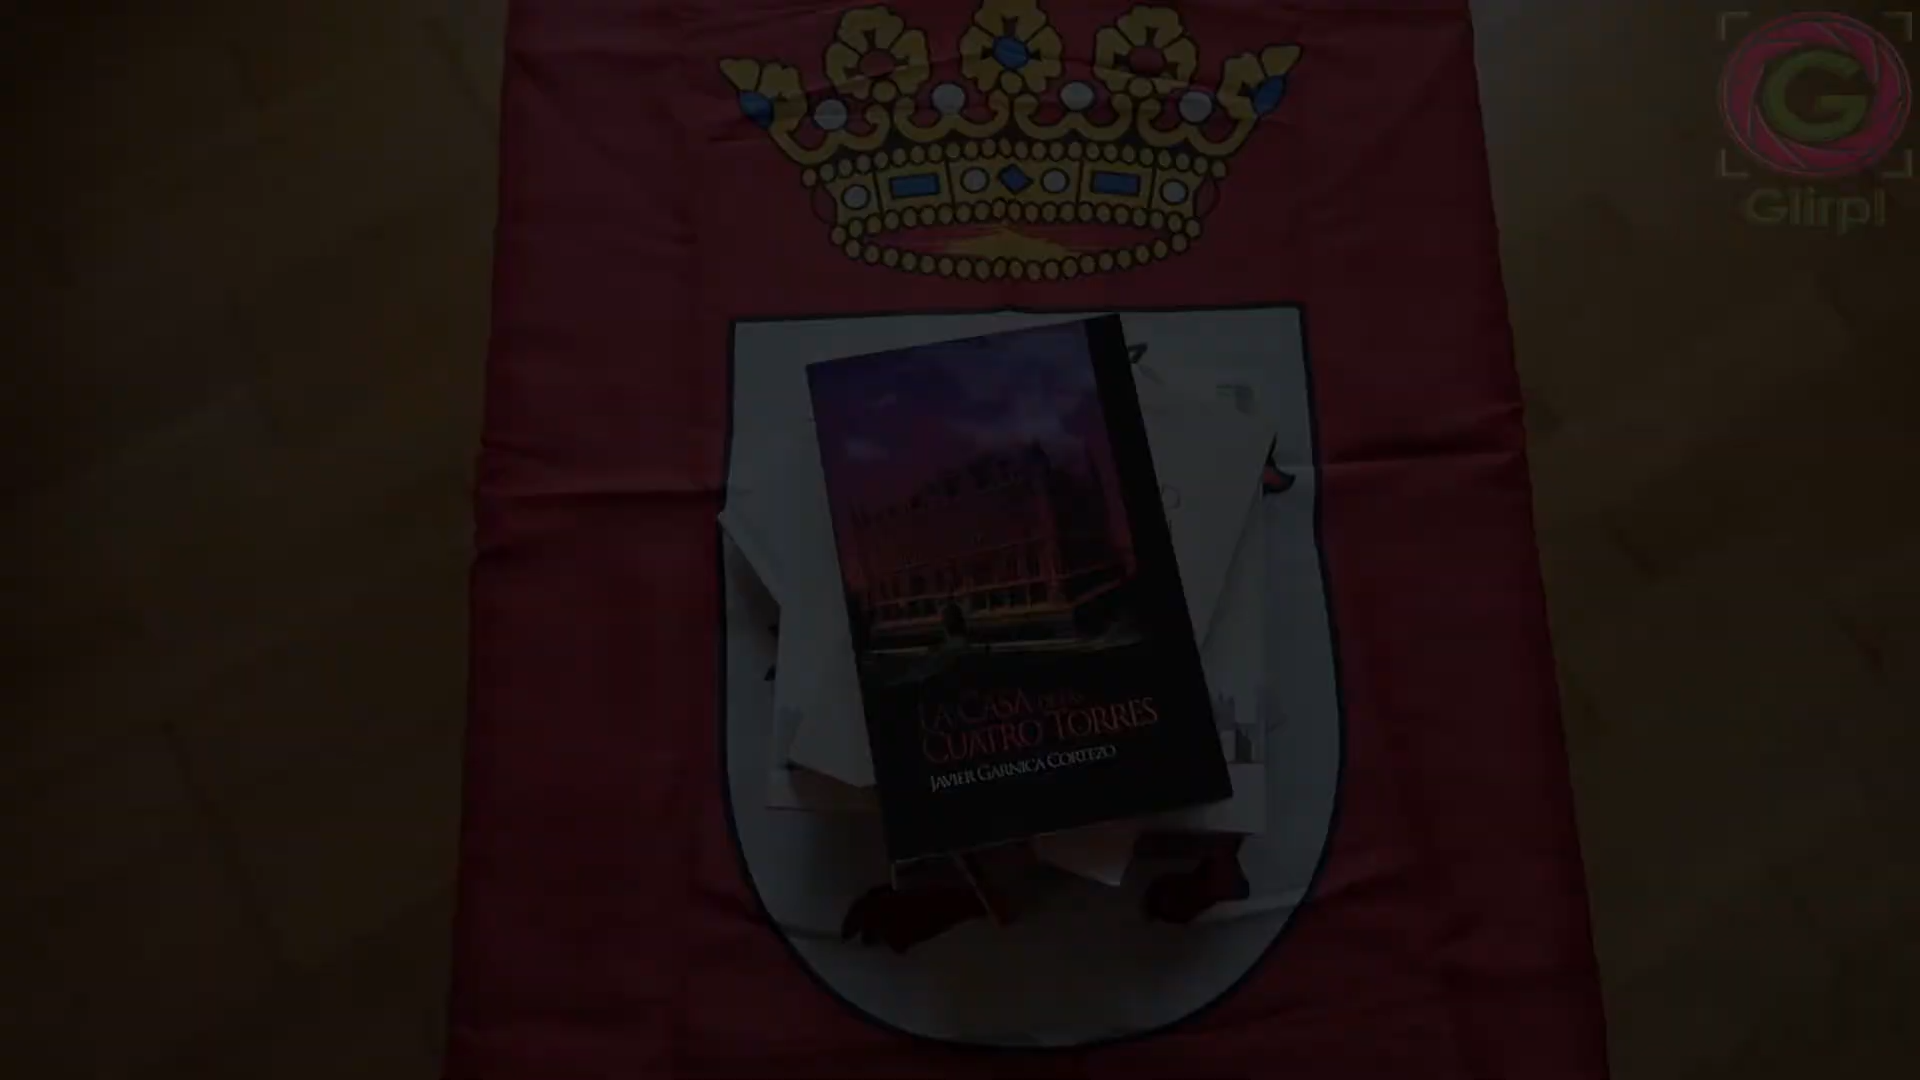 G
Glirpl
LA CASA DE LAS
CUATRO TORRES
JAVIER GARNICA CORTEZO